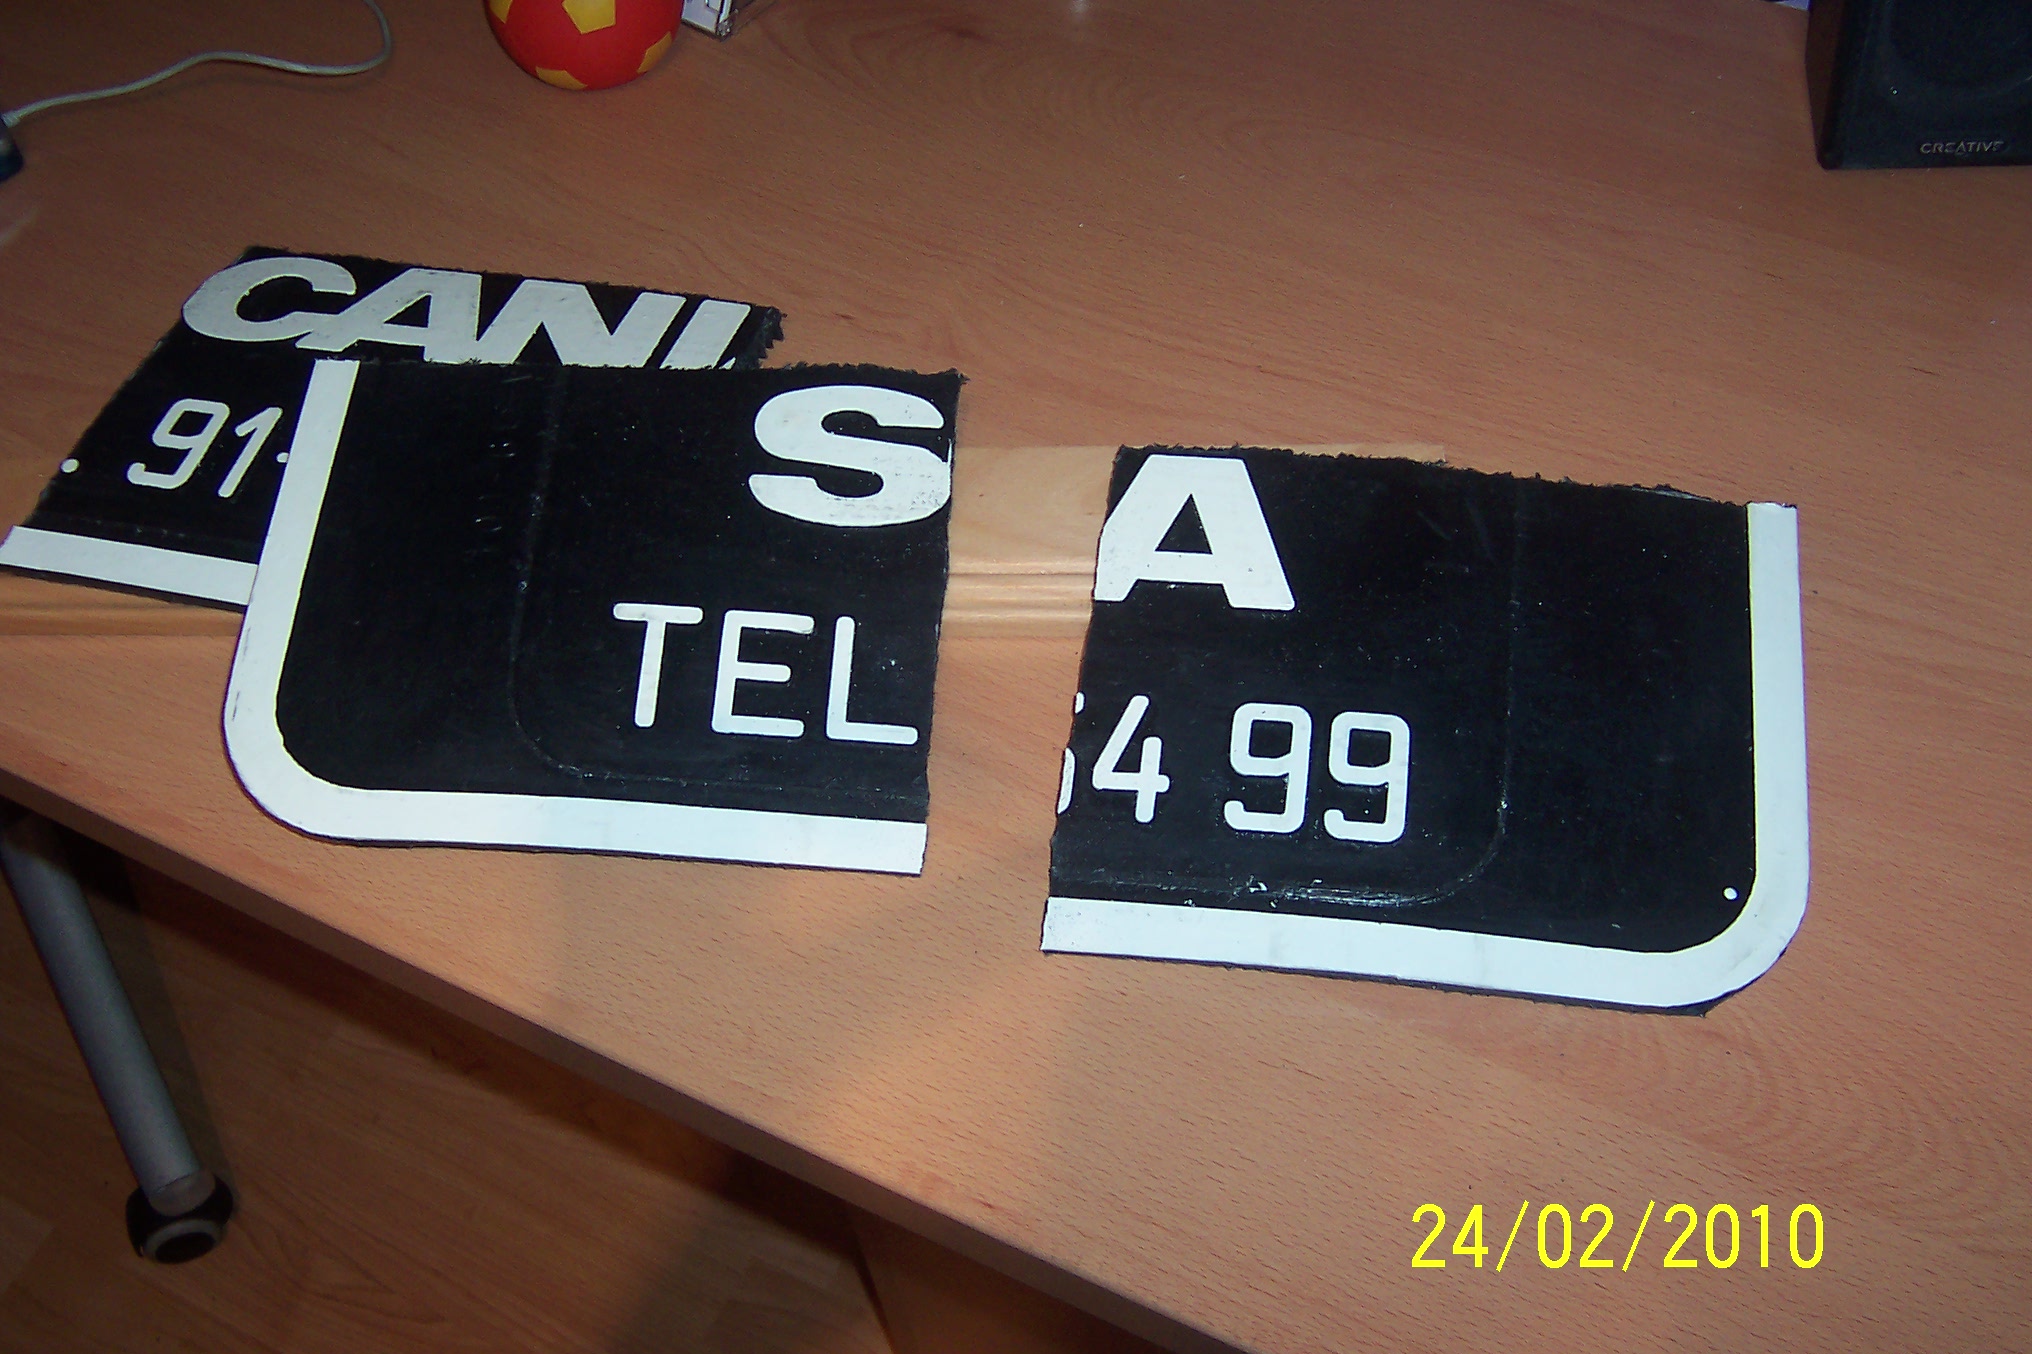 CREATIVE
CANI
. 91
S
TEL
A
54 99
24/02/2010